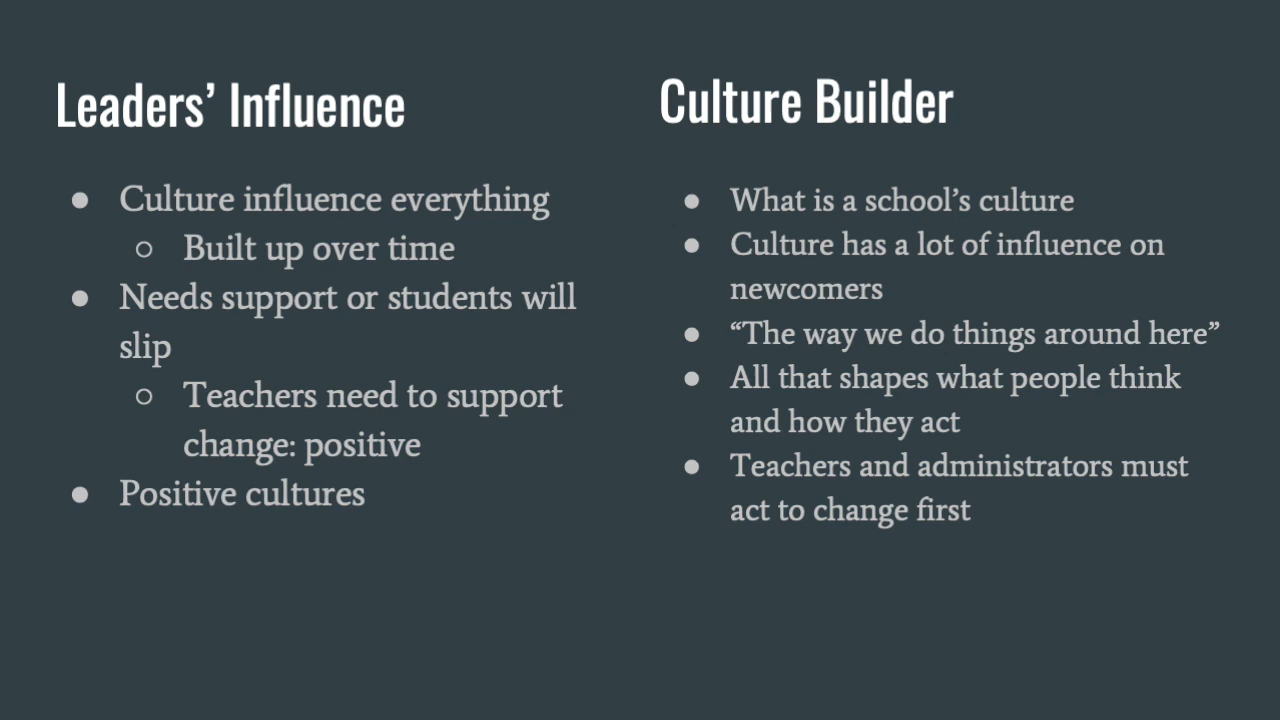 Leaders’ Influence
● Culture influence everything
○ Built up over time
● Needs support or students will
slip
○ Teachers need to support
change: positive
● Positive cultures
Culture Builder
● What is a school’s culture
● Culture has a lot of influence on
newcomers
● “The way we do things around here”
● All that shapes what people think
and how they act
● Teachers and administrators must
act to change first